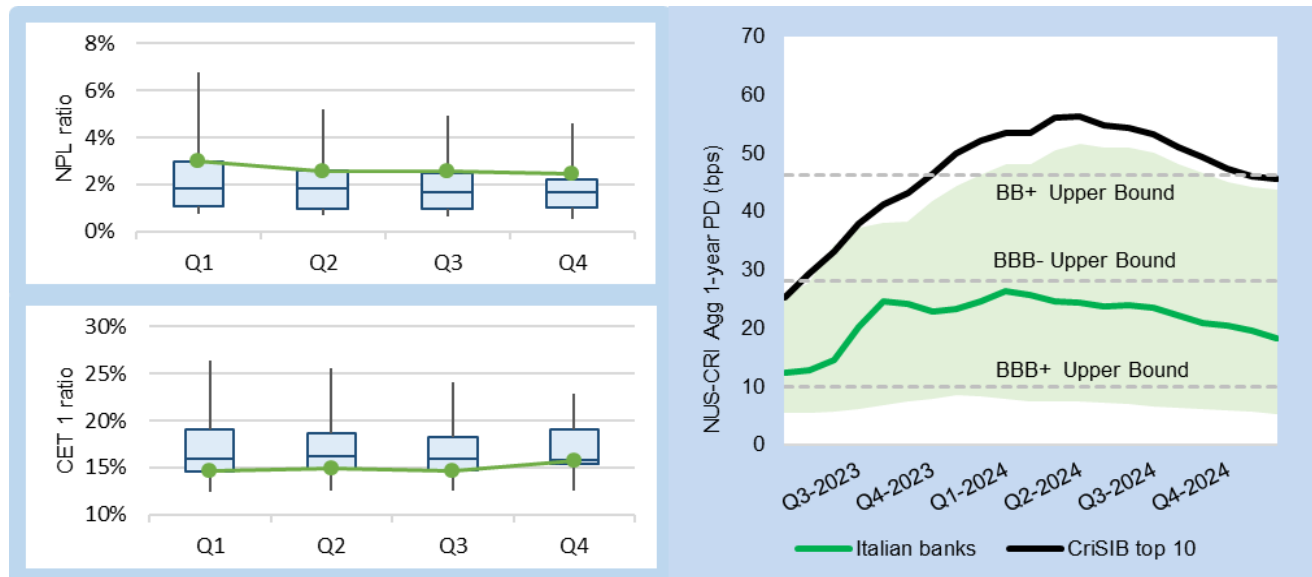 NPL ratio
8%
6%
4%
2%
0%
Q1 Q2 Q3 Q4
CET 1 ratio
30%
25%
20%
15%
10%
Q1 Q2 Q3 Q4
NUS-CRI Agg 1-year PD (bps)
70
60
50
40
30
20
10
0
BB+ Upper Bound
BBB- Upper Bound
BBB+ Upper Bound
Q3-2023 Q4-2023 Q1-2024 Q2-2024 Q3-2024 Q4-2024
Italian banks CriSIB top 10